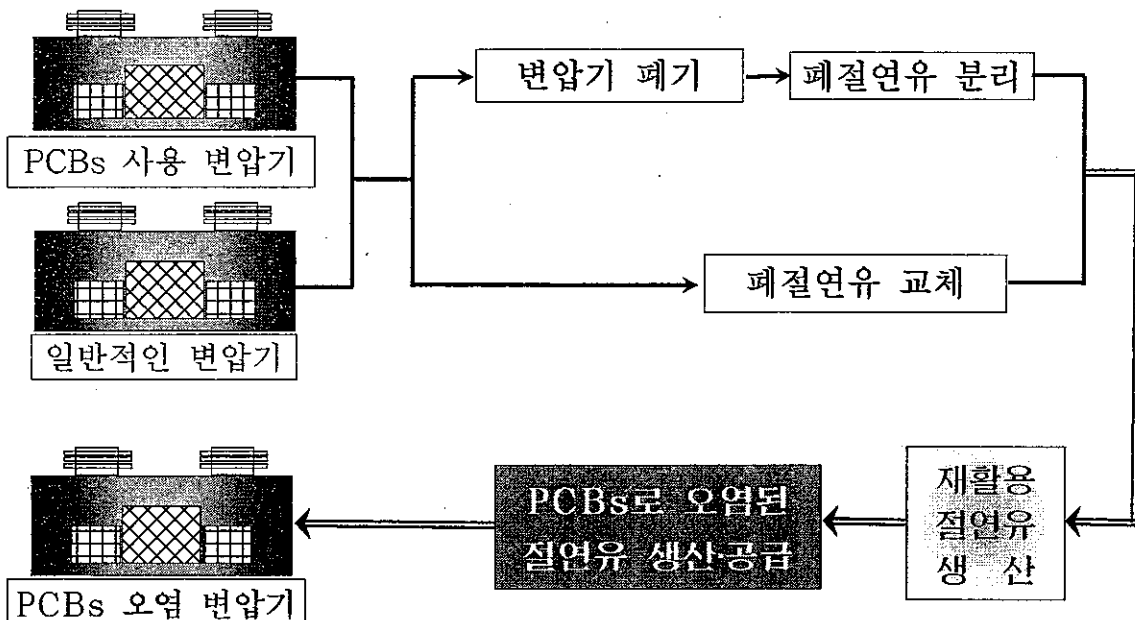 변압기 폐기
폐절연유 분리
PCBs 사용 변압기
폐절연유 교체
일반적인 변압기
재활용
절연유
생 산
PCBs로 오염된
절연유 생산·공급
PCBs 오염 변압기